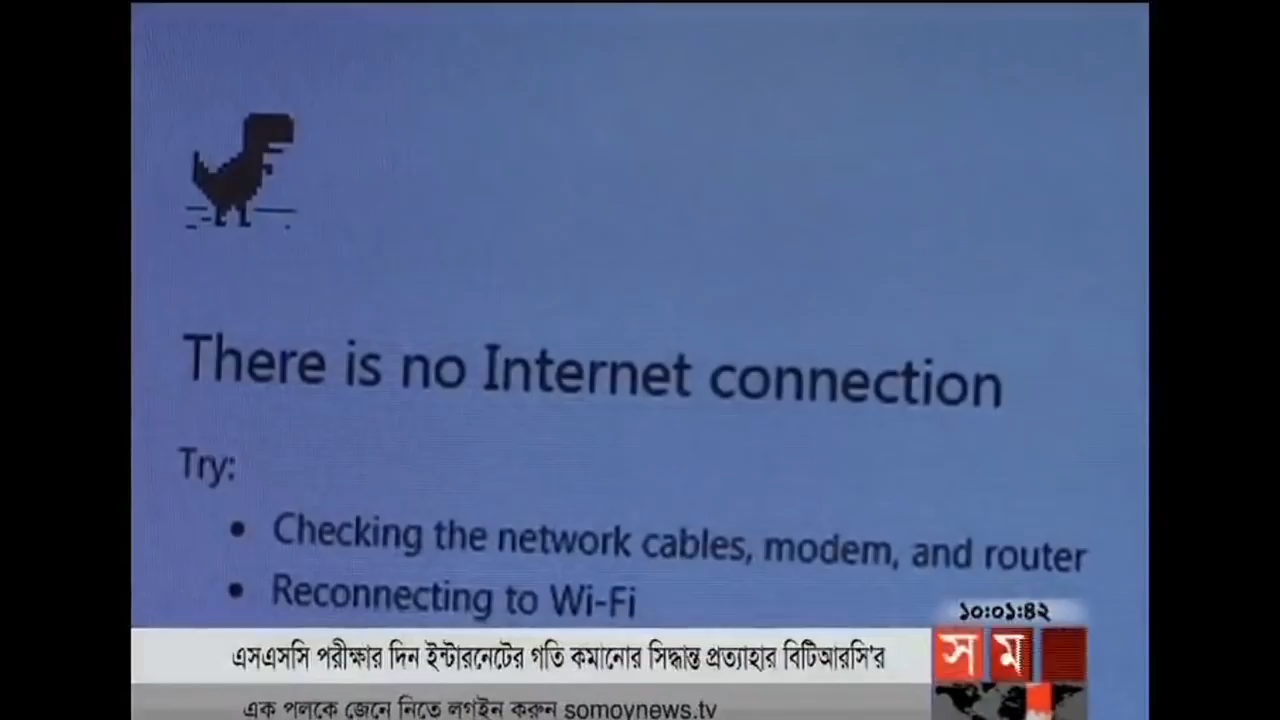 There is no Internet connection
Try:
• Checking the network cables, modem, and router
• Reconnecting to Wi-Fi
১০:০১:৪২
এসএসসি পরীক্ষার দিন ইন্টারনেটের গতি কমানোর সিদ্ধান্ত প্রত্যাহার বিটিআরসি'র
সম
এক পলকে জেনে নিতে লগইন করুন somoynews.tv